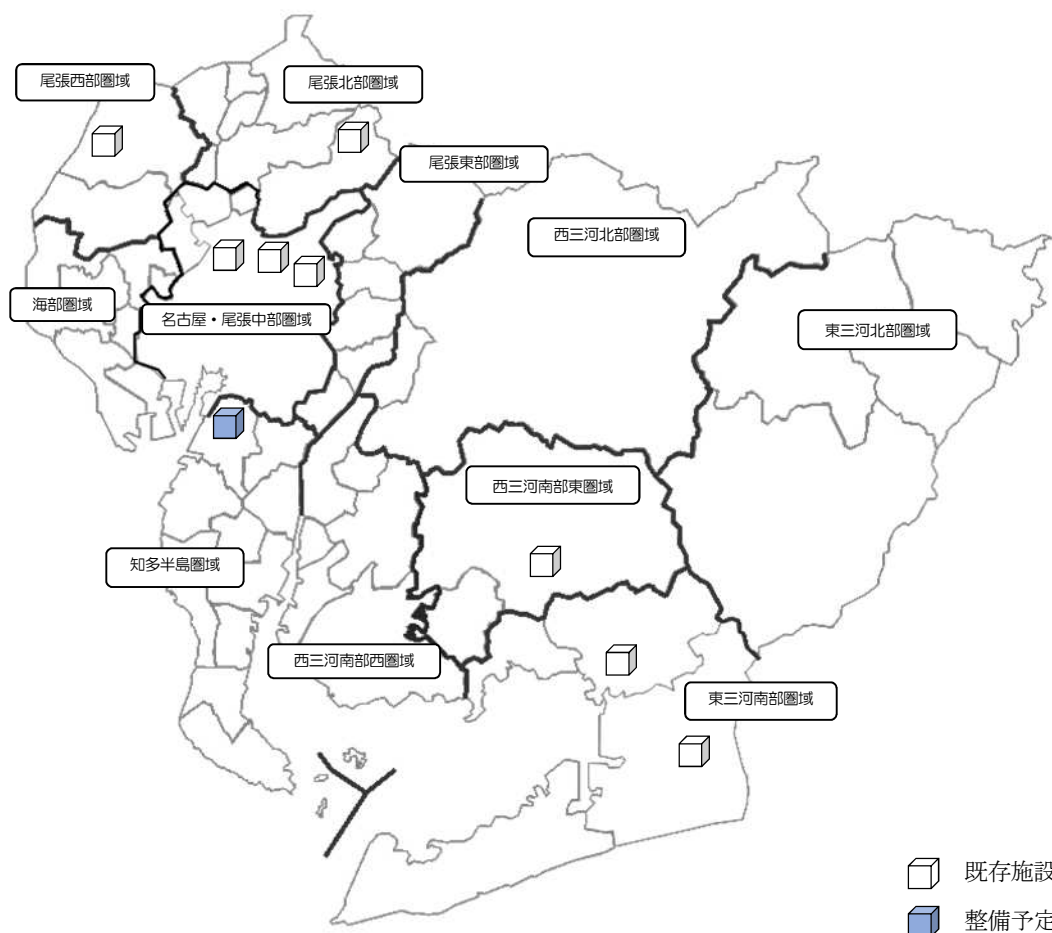 尾張西部圏域
尾張北部圏域
尾張東部圏域
西三河北部圏域
海部圏域
名古屋・尾張中部圏域
東三河北部圏域
西三河南部東圏域
知多半島圏域
西三河南部西圏域
東三河南部圏域
既存施設
整備予定